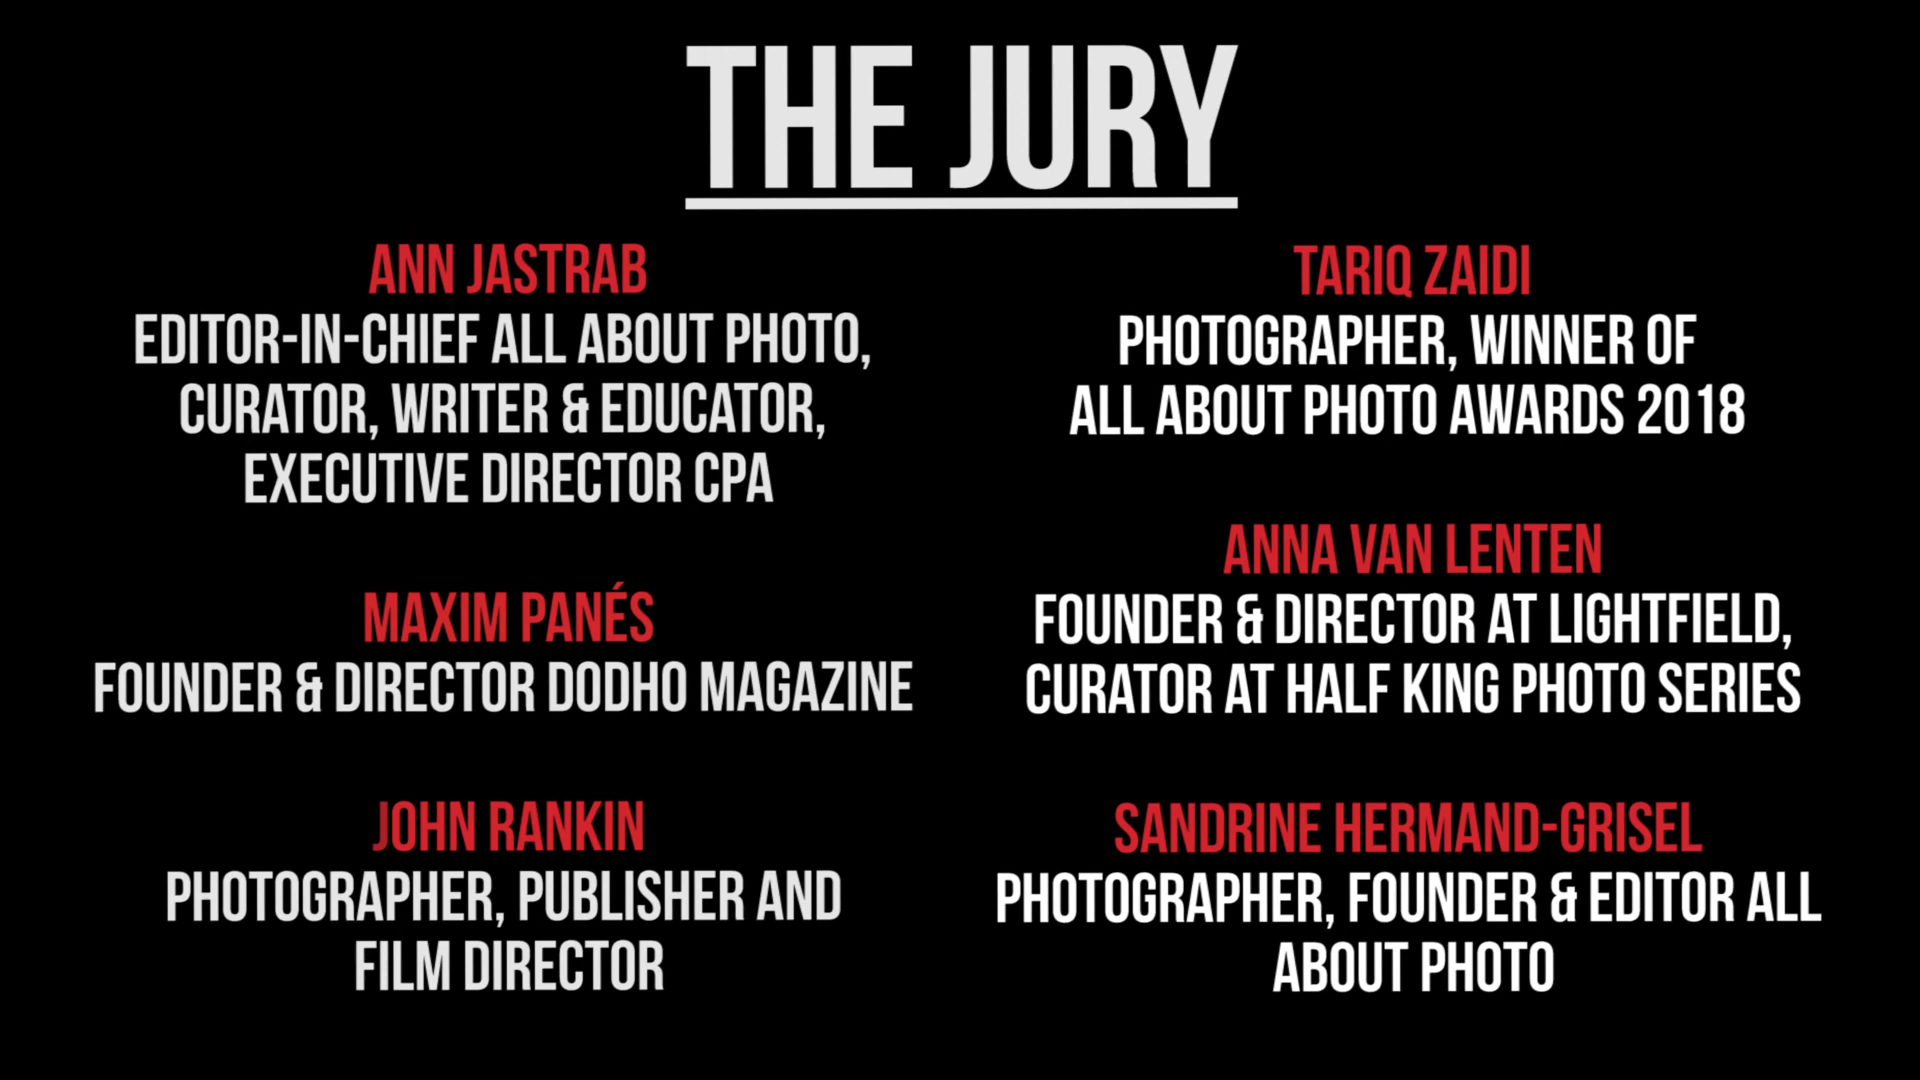 THE JURY
ANN JASTRAB
EDITOR-IN-CHIEF ALL ABOUT PHOTO,
CURATOR, WRITER & EDUCATOR,
EXECUTIVE DIRECTOR CPA
MAXIM PANÉS
FOUNDER & DIRECTOR DODHO MAGAZINE
JOHN RANKIN
PHOTOGRAPHER, PUBLISHER AND
FILM DIRECTOR
TARIQ ZAIDI
PHOTOGRAPHER, WINNER OF
ALL ABOUT PHOTO AWARDS 2018
ANNA VAN LENTEN
FOUNDER & DIRECTOR AT LIGHTFIELD,
CURATOR AT HALF KING PHOTO SERIES
SANDRINE HERMAND-GRISEL
PHOTOGRAPHER, FOUNDER & EDITOR ALL
ABOUT PHOTO